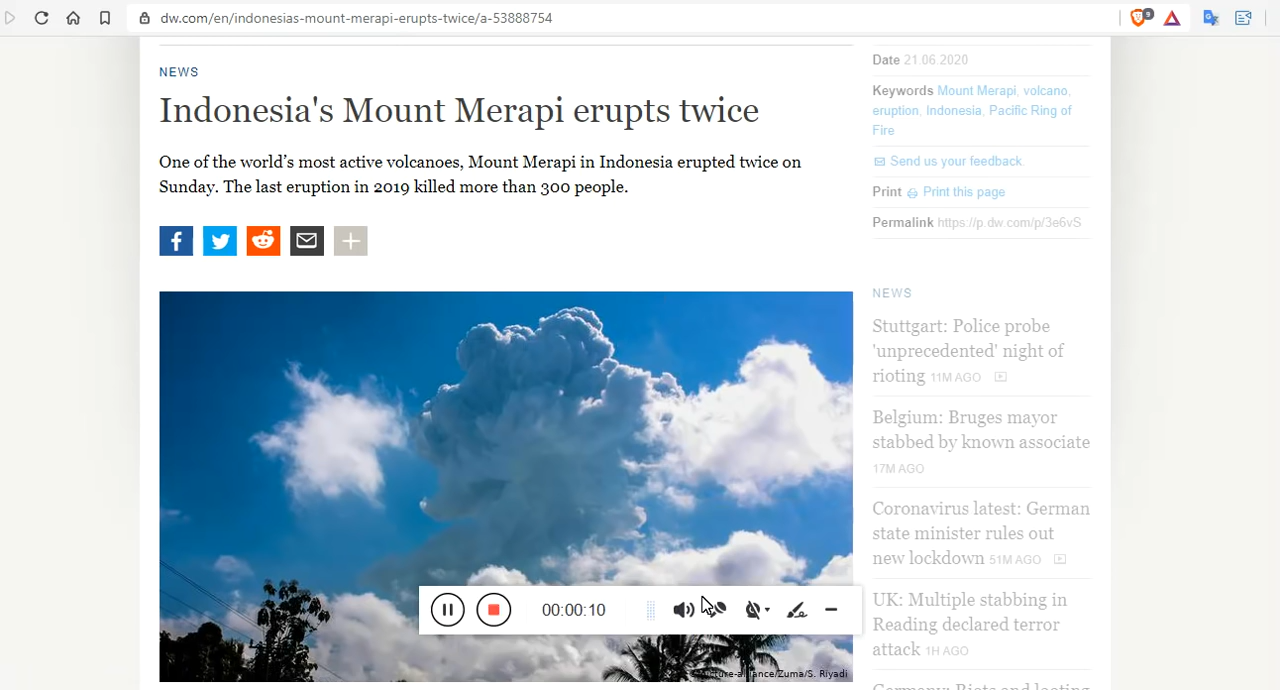 dw.com/en/indonesias-mount-merapi-erupts-twice/a-53888754
9
NEWS
Indonesia's Mount Merapi erupts twice
One of the world’s most active volcanoes, Mount Merapi in Indonesia erupted twice on
Sunday. The last eruption in 2019 killed more than 300 people.
00:00:10
Zuma/S. Riyadi
Date 21.06.2020
Keywords Mount Merapi, volcano,
eruption, Indonesia, Pacific Ring of
Fire
Send us your feedback
Print Print this page
Permalink https://p.dw.com/p/3e6vS
NEWS
Stuttgart: Police probe
'unprecedented' night of
rioting 11M AGO
Belgium: Bruges mayor
stabbed by known associate
17M AGO
Coronavirus latest: German
state minister rules out
new lockdown 51M AGO
UK: Multiple stabbing in
Reading declared terror
attack 1H AGO